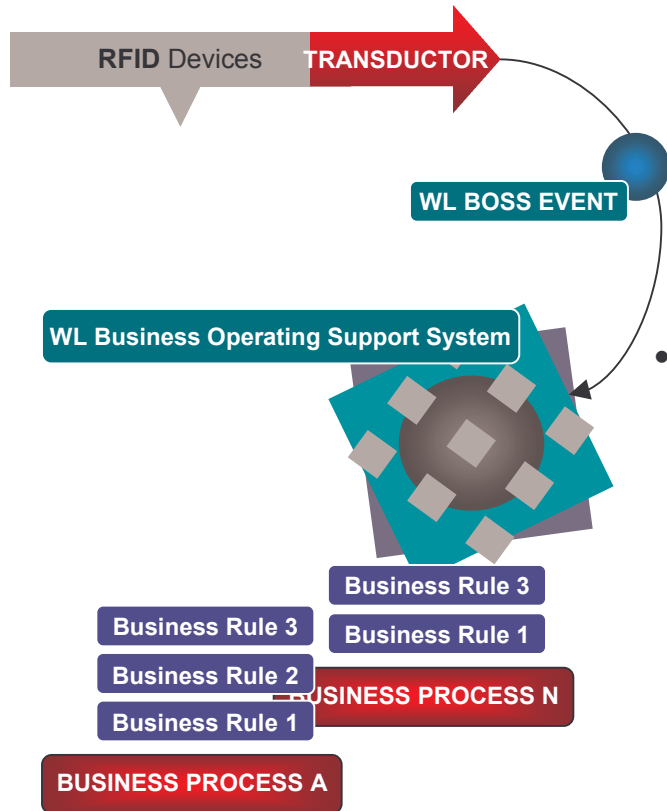 RFID Devices
TRANSDUCTOR
WL BOSS EVENT
WL Business Operating Support System
Business Rule 3
Business Rule 1
BUSINESS PROCESS N
Business Rule 3
Business Rule 2
Business Rule 1
BUSINESS PROCESS A